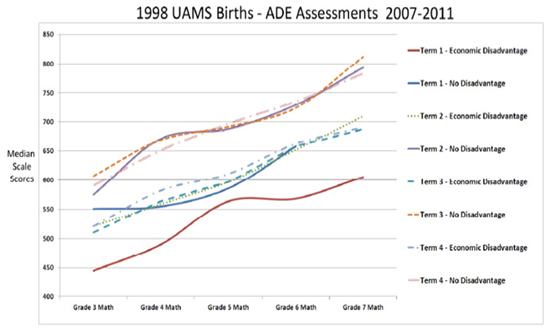 1998 UAMS Births - ADE Assessments 2007-2011
850
800
750
700
650
600
550
500
450
400
Median
Scale
Scores
Grade 3 Math
Grade 4 Math
Grade 5 Math
Grade 6 Math
Grade 7 Math
Term 1 - Economic Disadvantage
Term 1 - No Disadvantage
Term 2 - Economic Disadvantage
Term 2 - No Disadvantage
Term 3 - Economic Disadvantage
Term 3 - No Disadvantage
Term 4 - Economic Disadvantage
Term 4 - No Disadvantage